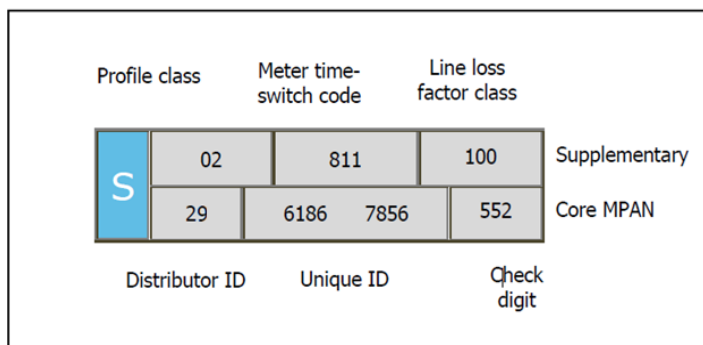 Profile class
Meter time-
switch code
Line loss
factor class
S
02 811 100 Supplementary
29 6186 7856 552 Core MPAN
Distributor ID
Unique ID
Check
digit